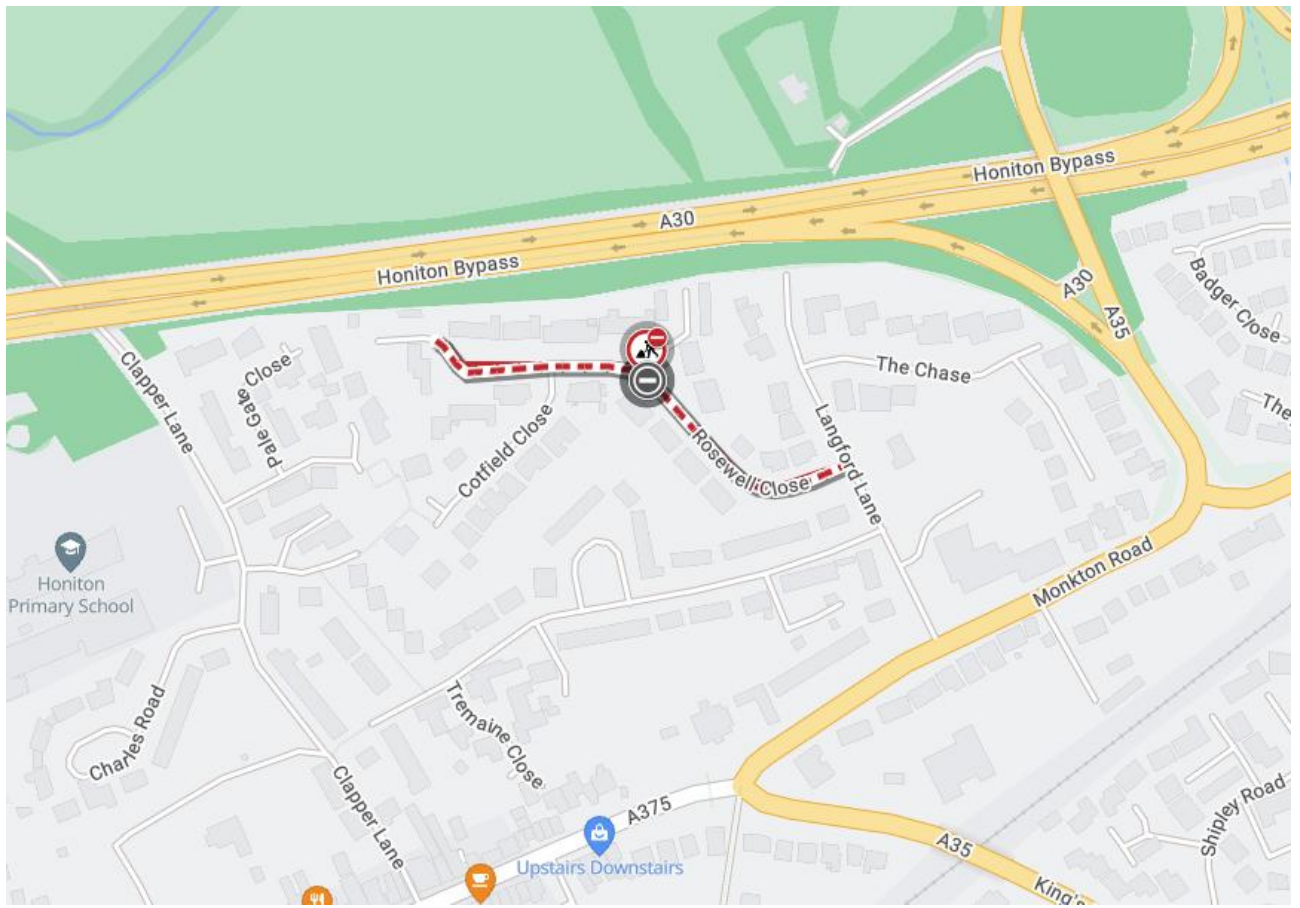 Honiton Bypass
A30
Honiton Bypass
A30
A35
Badger Close
The Chase
Clapper Lane
Pale Gate Close
Cotfield Close
Rosewell Close
Langford Lane
The
Honiton
Primary School
Monkton Road
Charles Road
Tremaine Close
Clapper Lane
A375
Upstairs Downstairs
A35
King's
Shipley Road